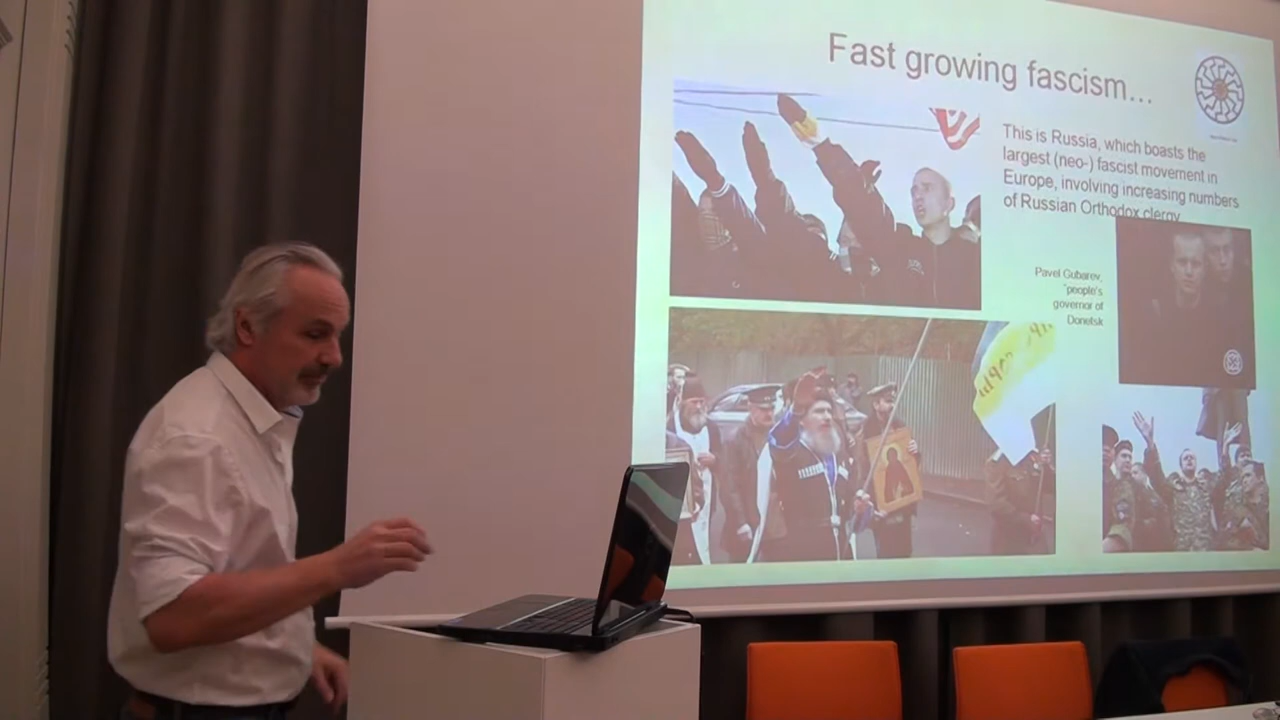 Fast growing fascism...
This is Russia, which boasts the
largest (neo-) fascist movement in
Europe, involving increasing numbers
of Russian Orthodox clergy
Pavel Gubarev,
"people's
governor of
Donetsk